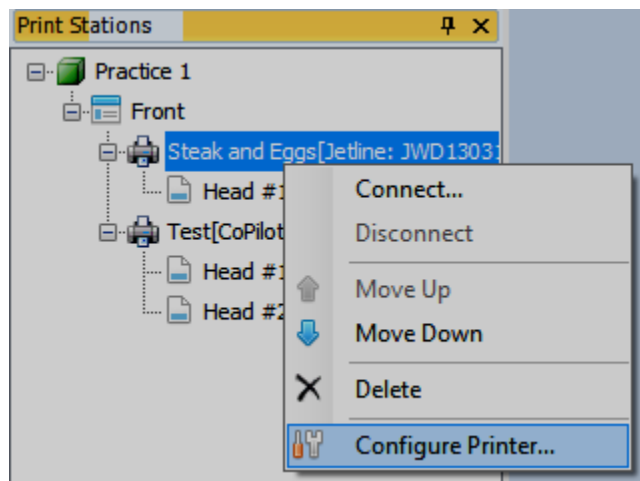 Print Stations
Practice 1
Front
Steak and Eggs[Jetline: JWD13031
Head #1
Test[CoPilot
Head #1
Head #2
Connect...
Disconnect
Move Up
Move Down
Delete
Configure Printer...